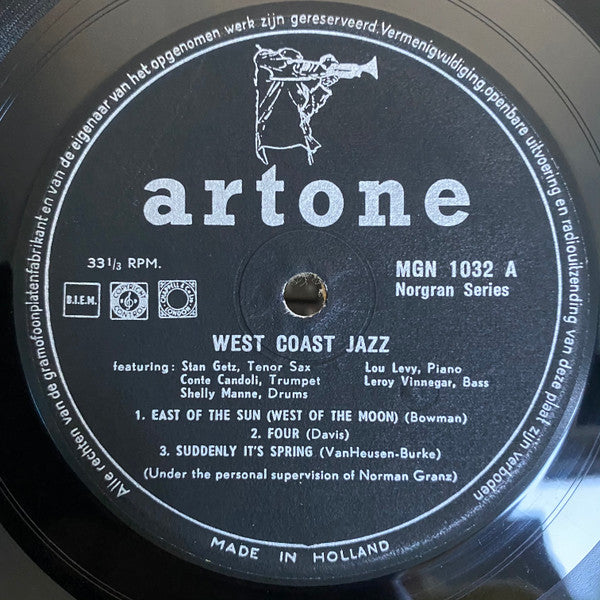 Alle rechten van de gramofoonplatenfabrikant en van de eigenaar van het opgenomen werk zijn gereserveerd. Vermenigvuldiging, openbare uitvoering en radiouitzending van deze plaat zijn verboden
artone
33 1/3 RPM.
MGN 1032 A
B.I.E.M.
Norgran Series
CHAPPELL & Co Ltd LONDON
WEST COAST JAZZ
featuring: Stan Getz, Tenor Sax Lou Levy, Piano
Conte Candoli, Trumpet Leroy Vinnegar, Bass
Shelly Manne, Drums
1. EAST OF THE SUN (WEST OF THE MOON) (Bowman)
2. FOUR (Davis)
3. SUDDENLY IT'S SPRING (VanHeusen-Burke)
(Under the personal supervision of Norman Granz)
MADE IN HOLLAND